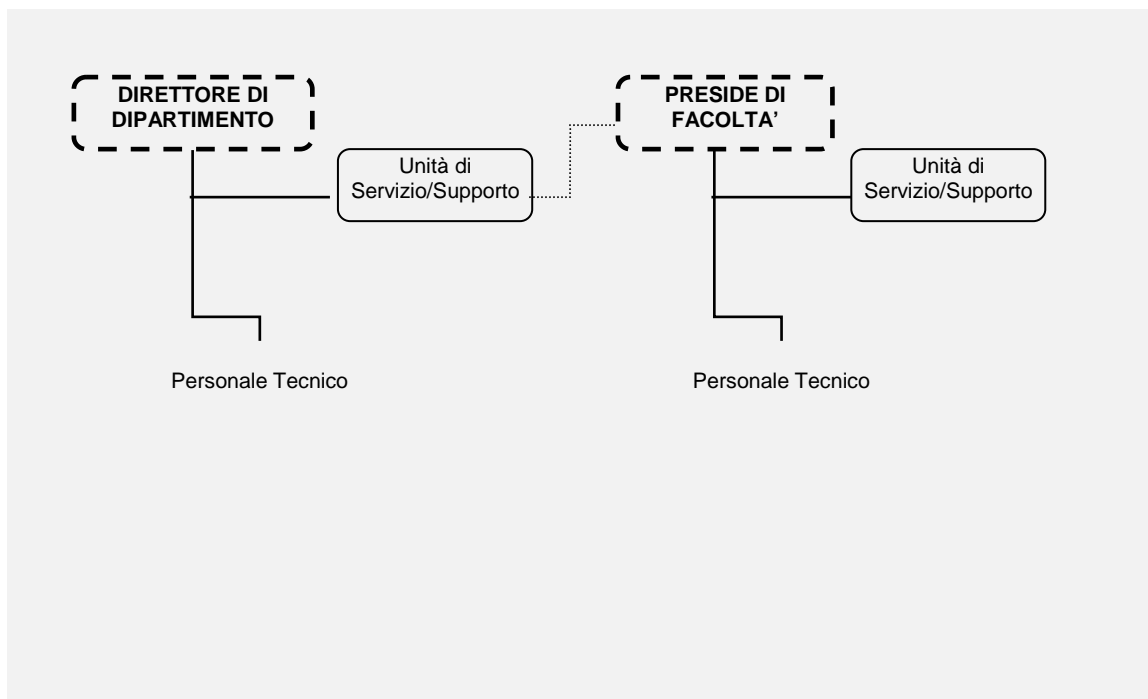 DIRETTORE DI
DIPARTIMENTO
PRESIDE DI
FACOLTA’
Unità di
Servizio/Supporto
Unità di
Servizio/Supporto
Personale Tecnico
Personale Tecnico